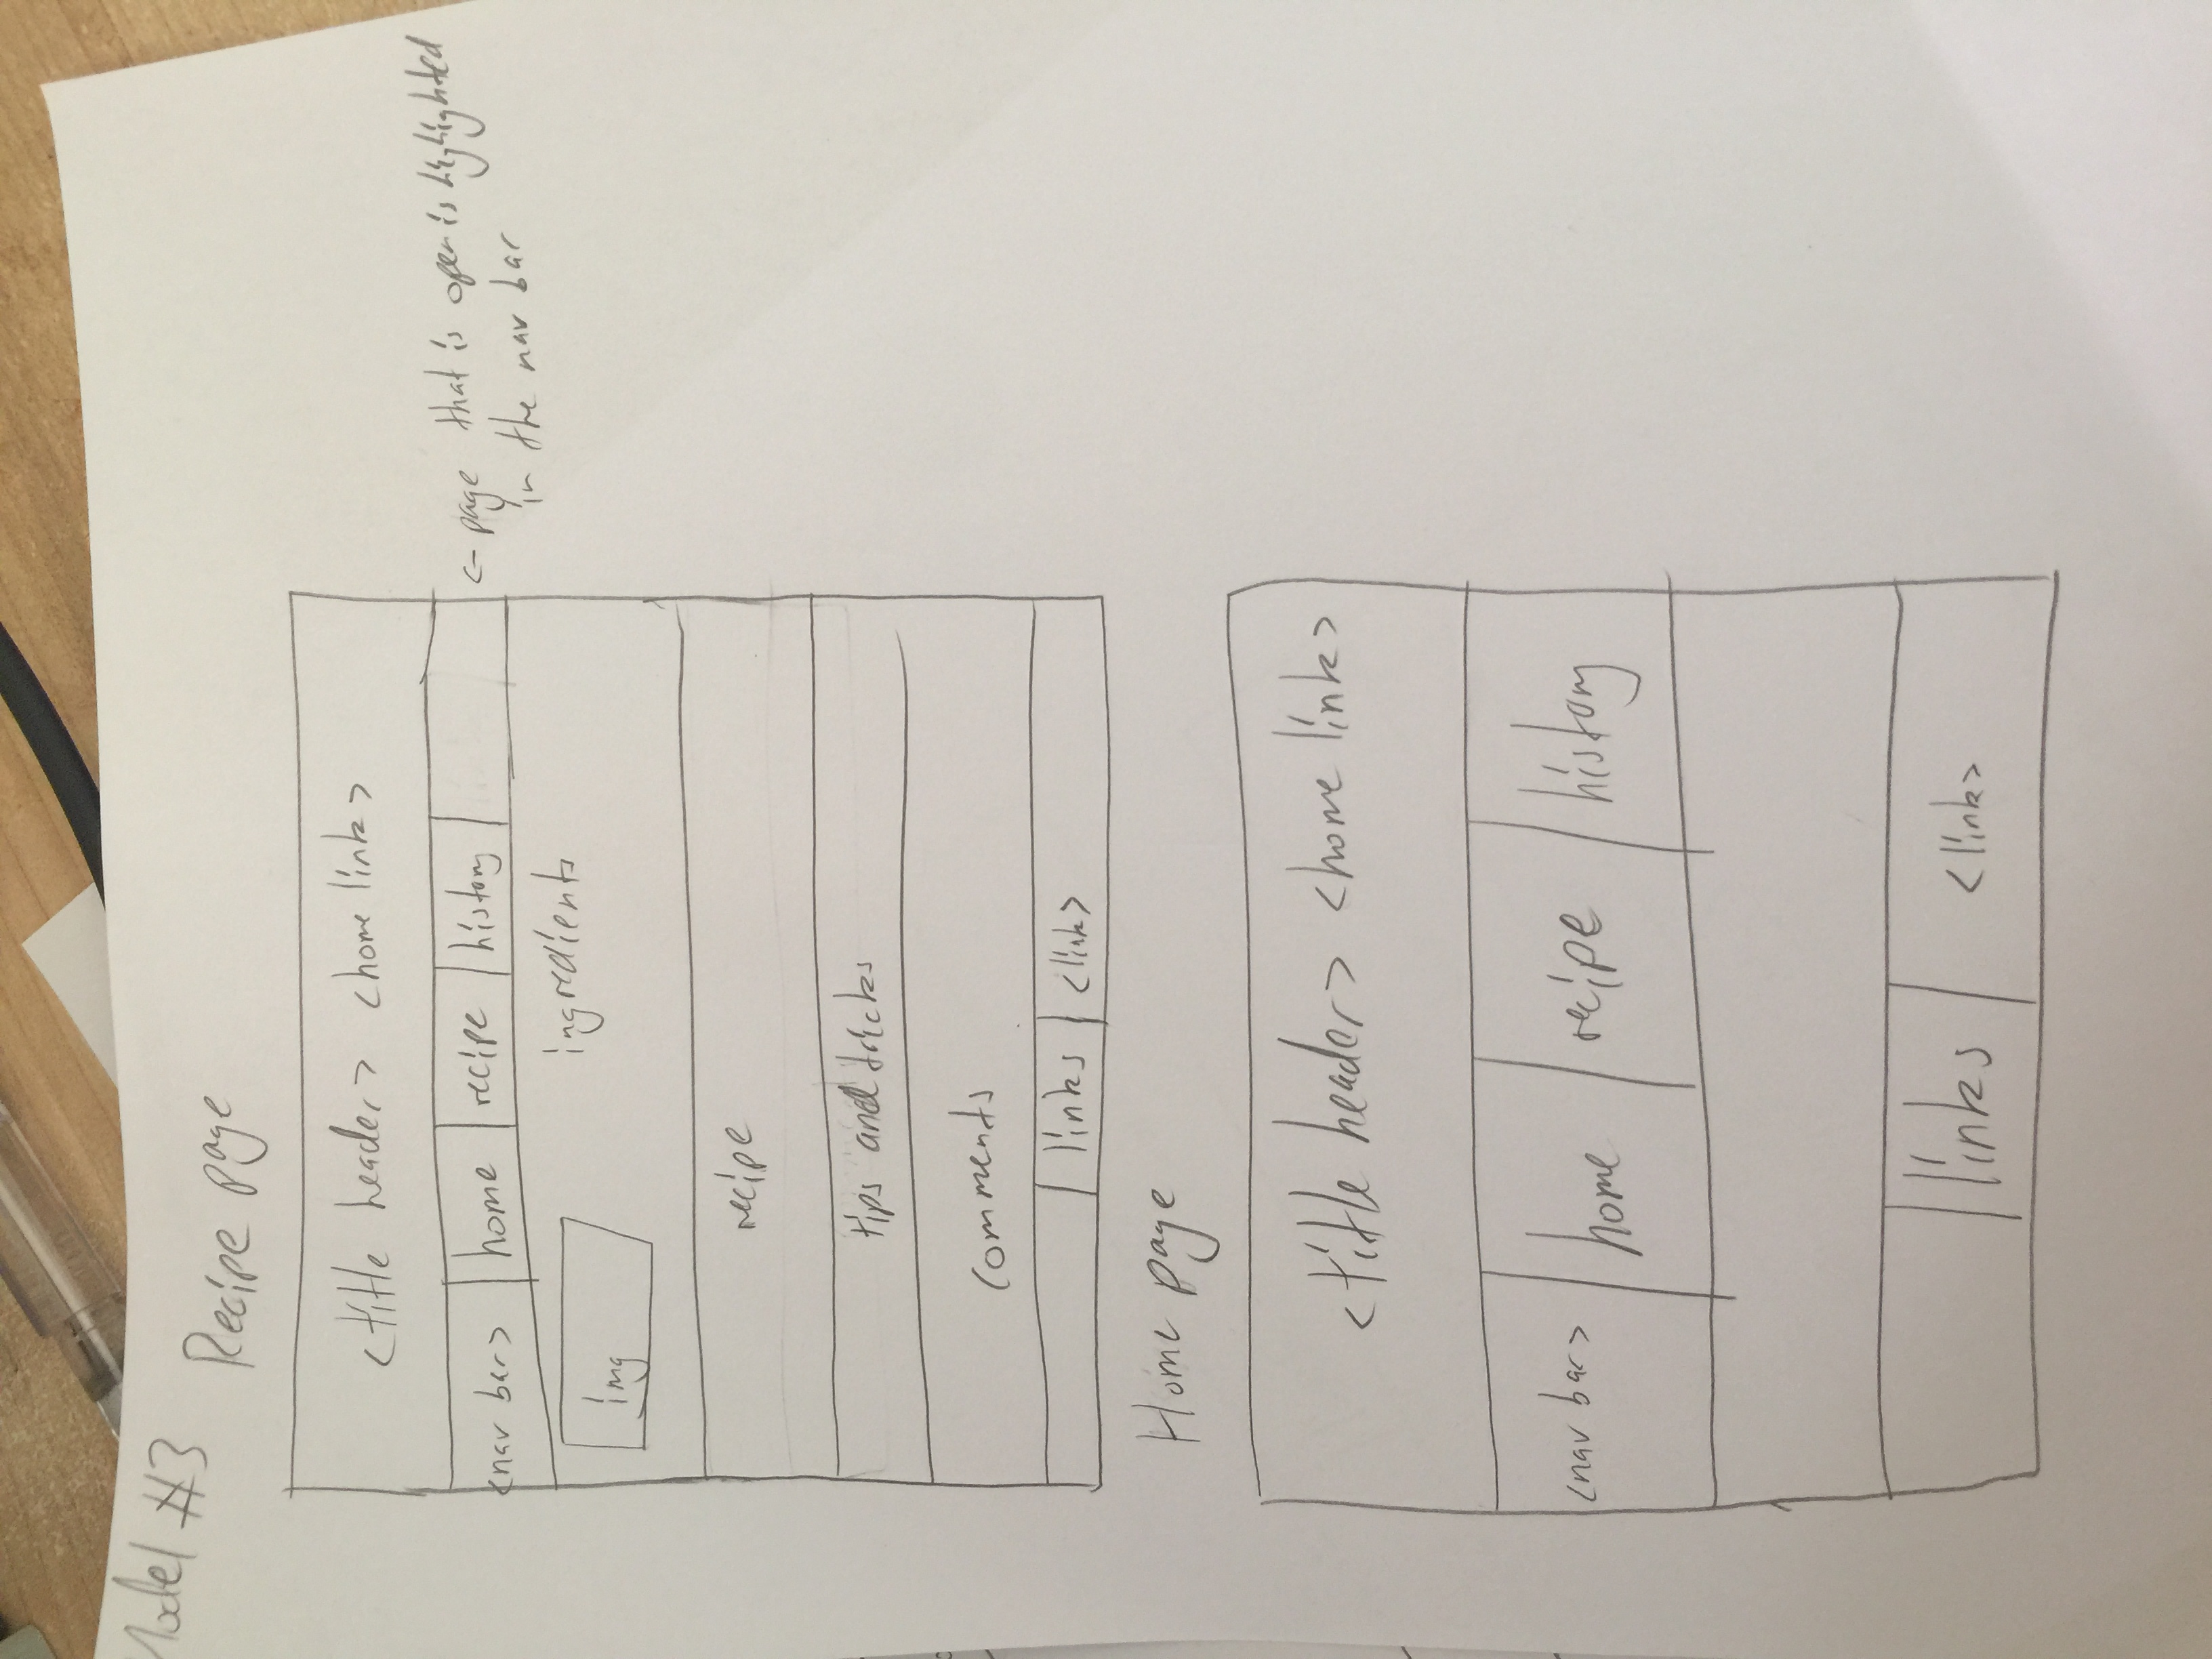 Model #3
Recipe page
<title header> <home link>
<nav bar> home recipe history
<- page that is open is highlighted
in the nav bar
img
ingredients
recipe
tips and tricks
comments
links <link>
Home page
<title header> <home link>
<nav bar> home recipe history
links <link>